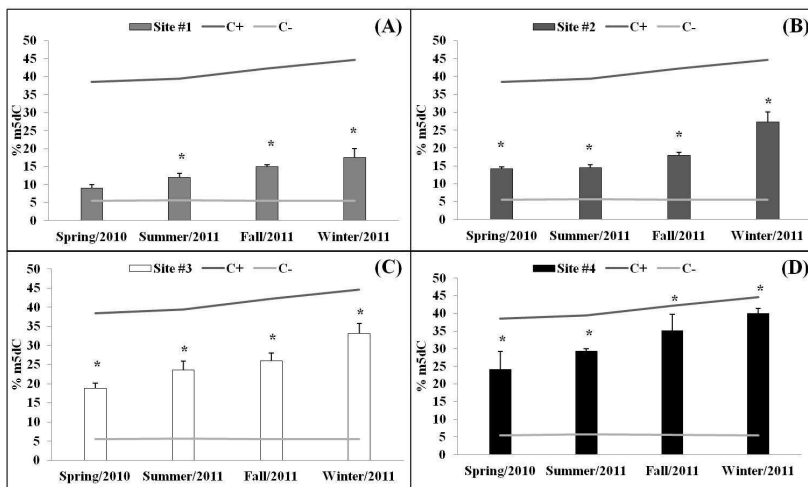 Site #1 C+ C- (A)
50
45
40
35
30
25
20
15
10
5
0
% m5dC
* * *
Spring/2010 Summer/2011 Fall/2011 Winter/2011
Site #2 C+ C- (B)
50
45
40
35
30
25
20
15
10
5
0
% m5dC
* * * *
Spring/2010 Summer/2011 Fall/2011 Winter/2011
Site #3 C+ C- (C)
50
45
40
35
30
25
20
15
10
5
0
% m5dC
* * * *
Spring/2010 Summer/2011 Fall/2011 Winter/2011
Site #4 C+ C- (D)
50
45
40
35
30
25
20
15
10
5
0
% m5dC
* * * *
Spring/2010 Summer/2011 Fall/2011 Winter/2011